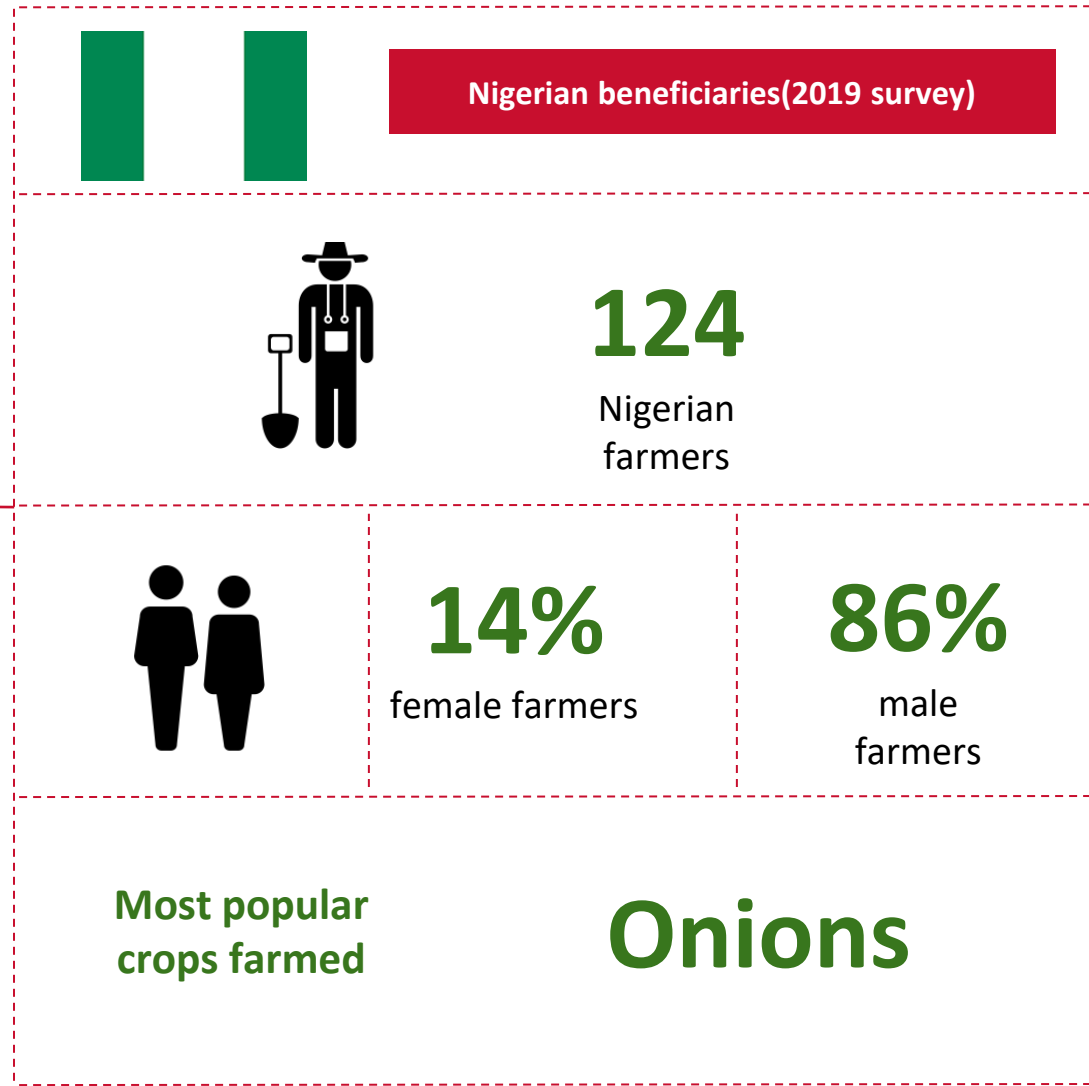 Nigerian beneficiaries(2019 survey)
124
Nigerian
farmers
14%
female farmers
86%
male
farmers
Most popular
crops farmed
Onions